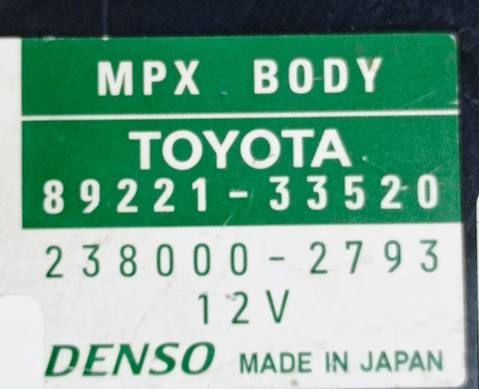 MPX BODY
TOYOTA
89221-33520
238000-2793
12V
DENSO MADE IN JAPAN